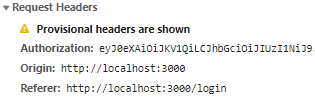 Request Headers
Provisional headers are shown
Authorization: eyJ0eXAiOiJKV1QiLCJhbGciOiJIUzI1NiJ9.
Origin: http://localhost:3000
Referer: http://localhost:3000/login